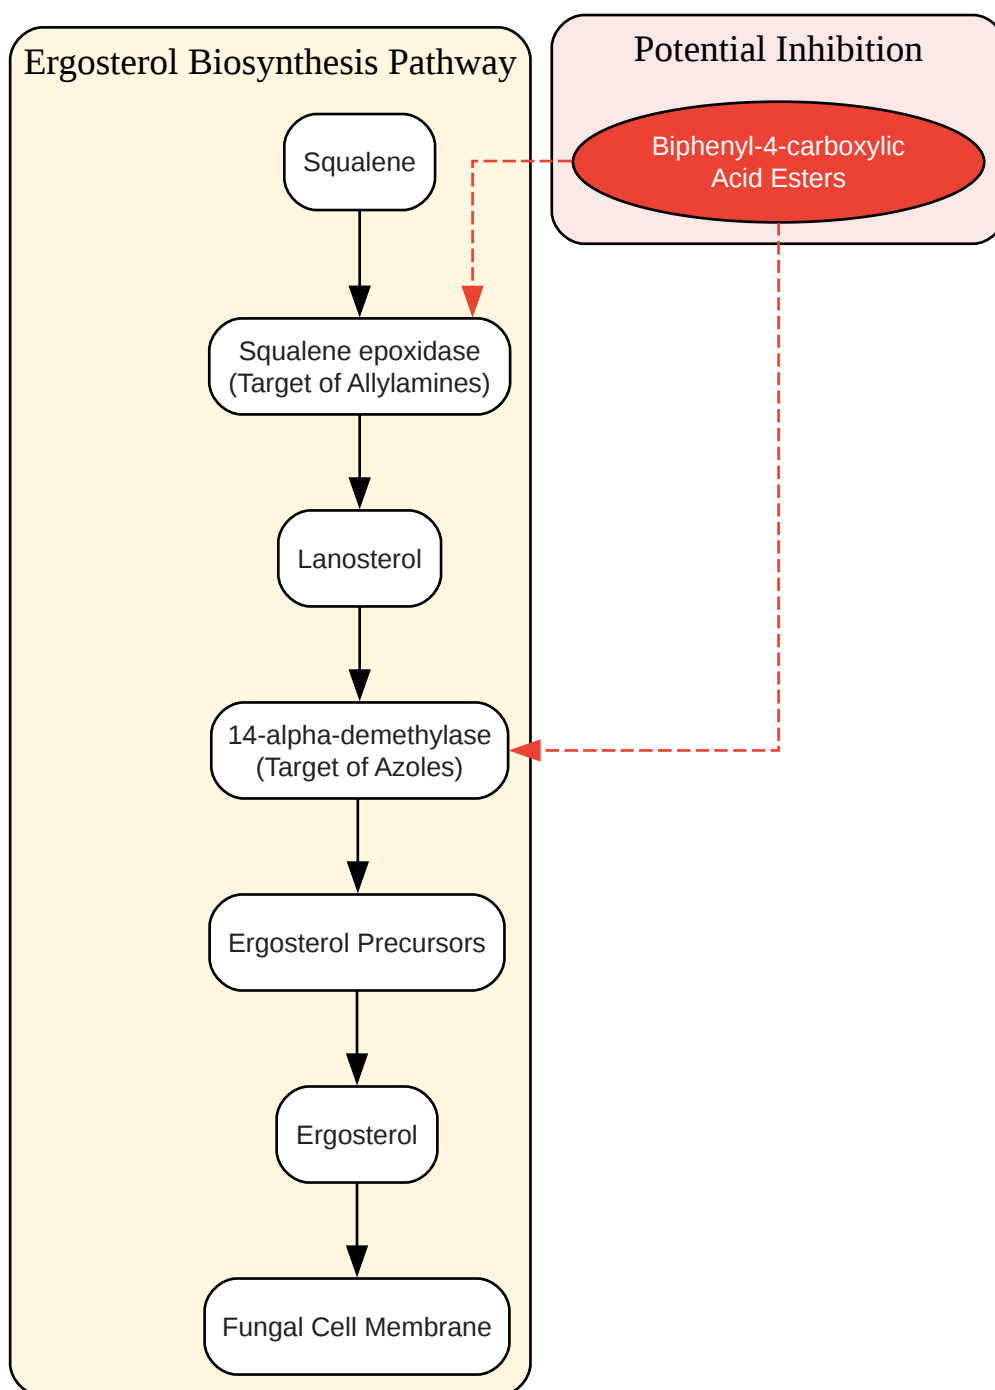 Ergosterol Biosynthesis Pathway
Potential Inhibition
Biphenyl-4-carboxylic
Acid Esters
Squalene
Squalene epoxidase
(Target of Allylamines)
Lanosterol
14-alpha-demethylase
(Target of Azoles)
Ergosterol Precursors
Ergosterol
Fungal Cell Membrane